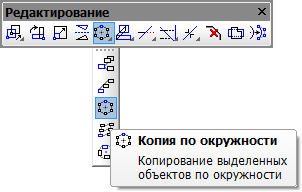 Редактирование
Копия по окружности
Копирование выделенных
объектов по окружности